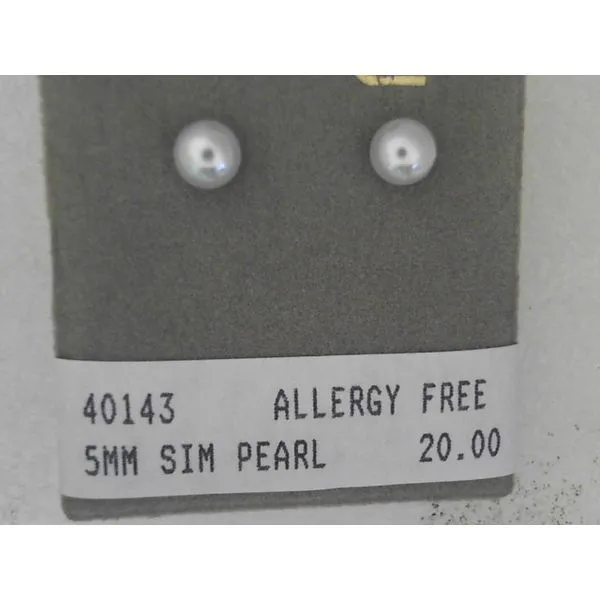 40143 ALLERGY FREE
5MM SIM PEARL 20.00